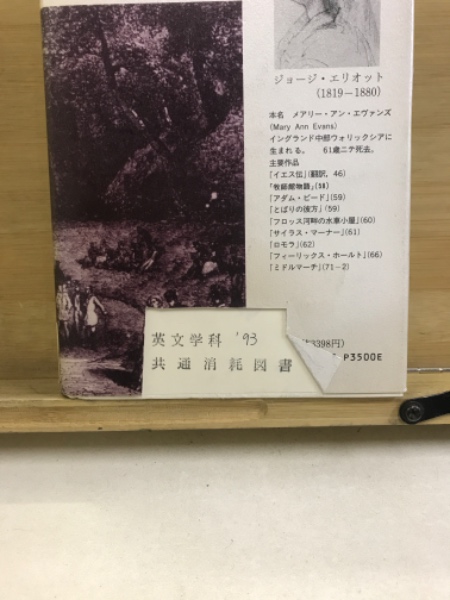 ジョージ・エリオット
(1819－1880)
本名　メアリー・アン・エヴァンズ
(Mary Ann Evans)
イングランド中部ウォリックシアに
生まれる。　61歳ニテ死去。
主要作品
「イエス伝」(翻訳, 46)
「牧師館物語」(58)
「アダム・ビード」(59)
「とばりの彼方」(59)
「フロッス河畔の水車小屋」(60)
「サイラス・マーナー」(61)
「ロモラ」(62)
「フィーリックス・ホールト」(66)
「ミドルマーチ」(71－2)
英文学科 '93
共通消耗図書
3398円)
P3500E